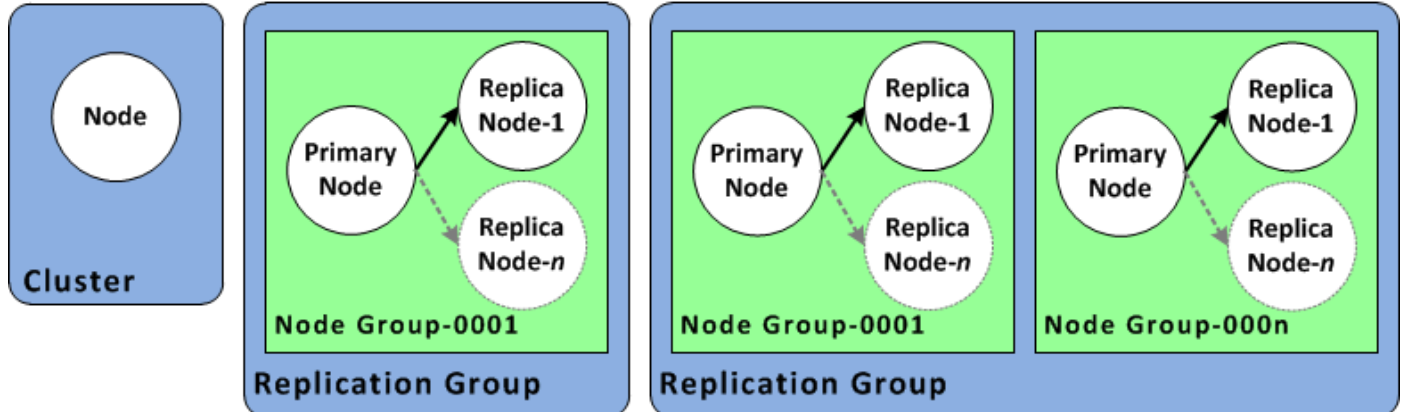 Node
Cluster
Primary
Node
Replica
Node-1
Replica
Node-n
Node Group-0001
Replication Group
Primary
Node
Replica
Node-1
Replica
Node-n
Node Group-0001
Primary
Node
Replica
Node-1
Replica
Node-n
Node Group-000n
Replication Group